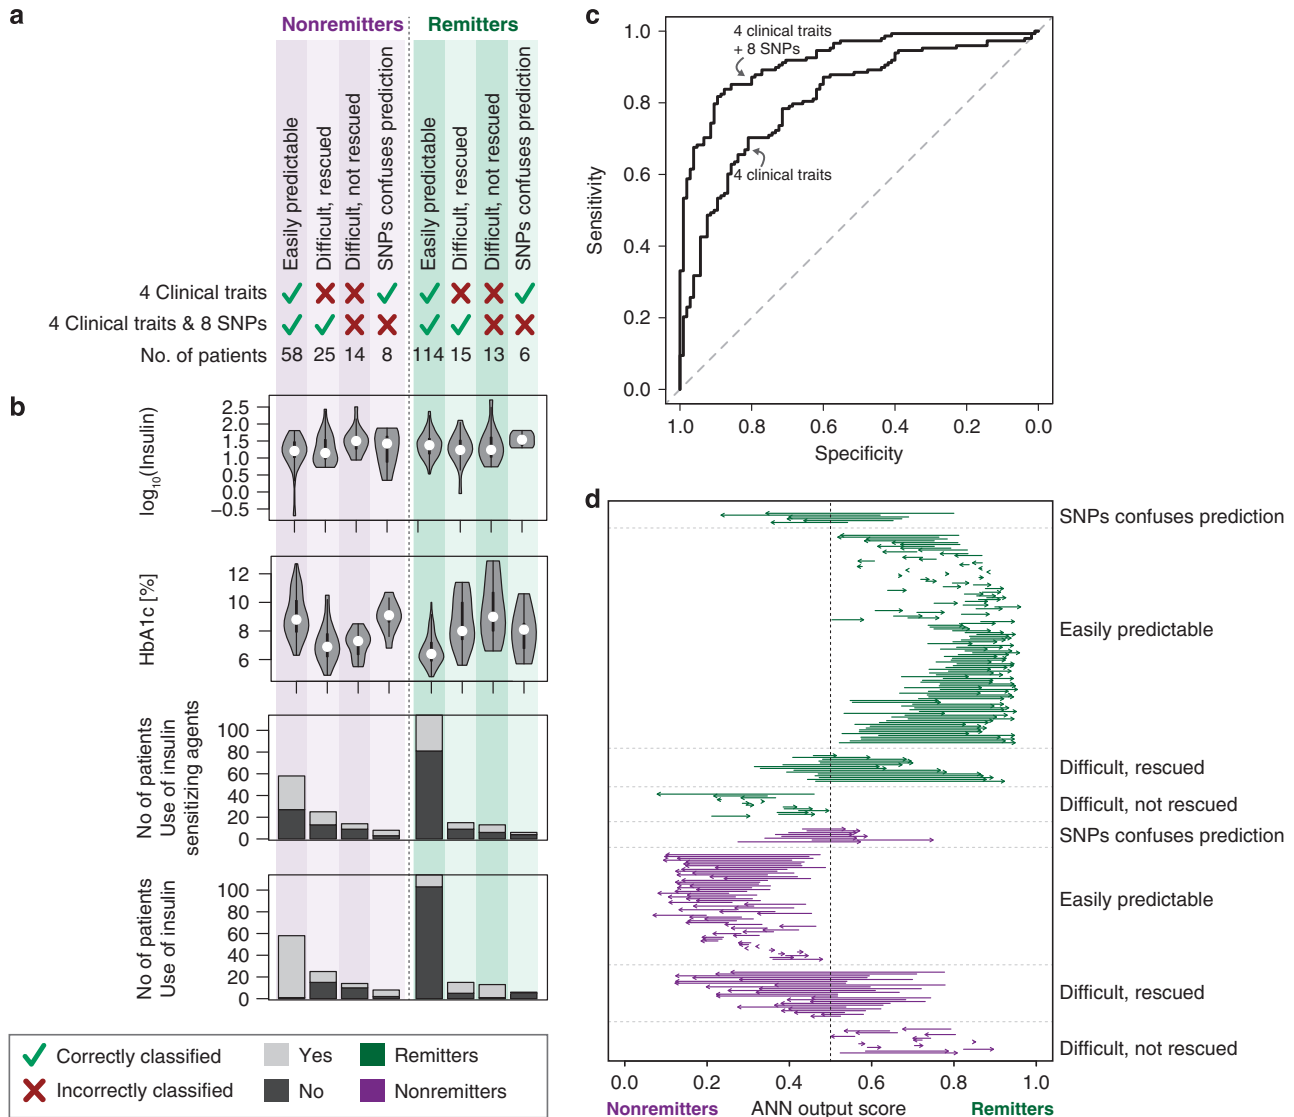 a
Nonremitters
Remitters
Easily predictable
Difficult, rescued
Difficult, not rescued
SNPs confuses prediction
Easily predictable
Difficult, rescued
Difficult, not rescued
SNPs confuses prediction
4 Clinical traits
4 Clinical traits & 8 SNPs
No. of patients 58 25 14 8 114 15 13 6
b
log10(Insulin)
2.5
2.0
1.5
1.0
0.5
0.0
−0.5
HbA1c [%]
12
10
8
6
No of patients
Use of insulin
sensitizing agents
100
80
60
40
20
0
No of patients
Use of insulin
100
80
60
40
20
0
Correctly classified
Incorrectly classified
Yes
No
Remitters
Nonremitters
c
Sensitivity
1.0
0.8
0.6
0.4
0.2
0.0
4 clinical traits
+ 8 SNPs
4 clinical traits
1.0 0.8 0.6 0.4 0.2 0.0
Specificity
d
SNPs confuses prediction
Easily predictable
Difficult, rescued
Difficult, not rescued
SNPs confuses prediction
Easily predictable
Difficult, rescued
Difficult, not rescued
0.0 0.2 0.4 0.6 0.8 1.0
Nonremitters ANN output score Remitters